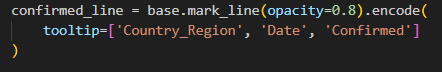 confirmed_line = base.mark_line(opacity=0.8).encode(
    tooltip=['Country_Region', 'Date', 'Confirmed']
)